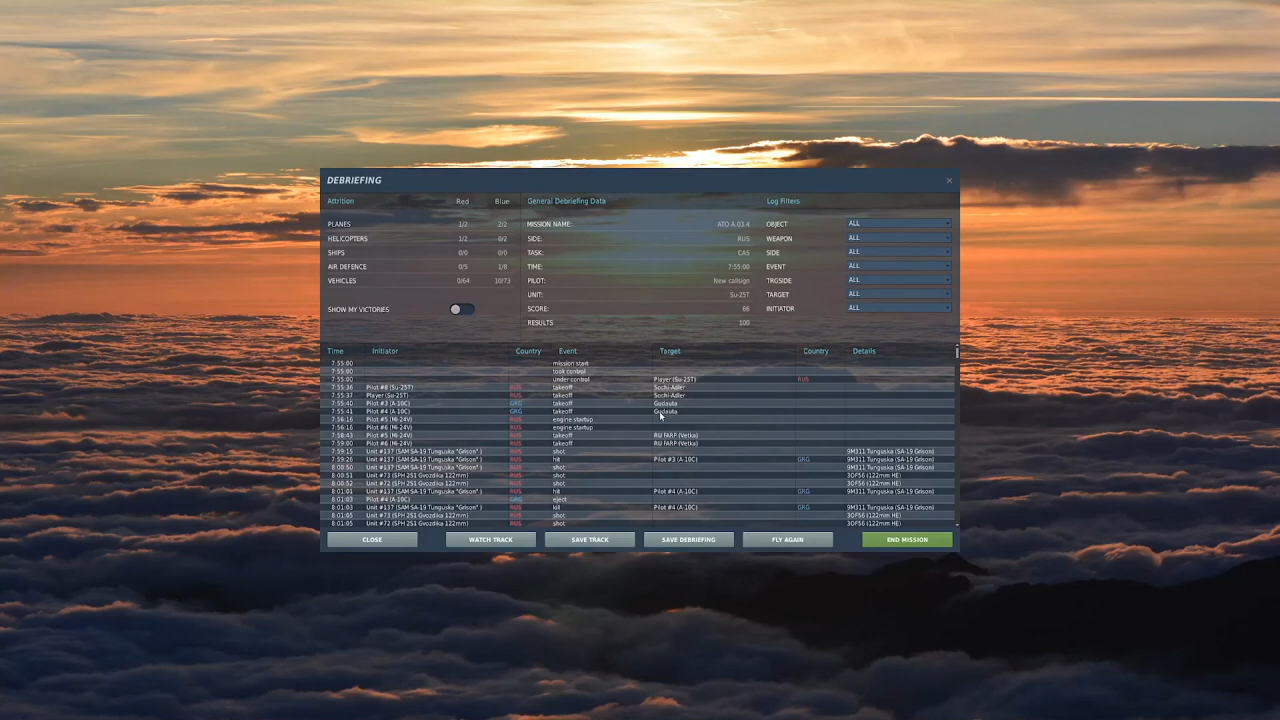 DEBRIEFING ×
Attrition Red Blue General Debriefing Data Log Filters
PLANES 1/2 2/2 MISSION NAME: ATO A.03.4 OBJECT ALL
HELICOPTERS 1/2 0/2 SIDE: RUS WEAPON ALL
SHIPS 0/0 0/0 TASK: CAS SIDE ALL
AIR DEFENCE 0/5 1/8 TIME: 7:55:00 EVENT ALL
VEHICLES 0/64 10/73 PILOT: New callsign TRGSIDE ALL
UNIT: Su-25T TARGET ALL
SHOW MY VICTORIES SCORE: 66 INITIATOR ALL
RESULTS 100
Time Initiator Country Event Target Country Details
7:55:00 mission start
7:55:00 took control
7:55:00 under control Player (Su-25T) RUS
7:55:36 Pilot #8 (Su-25T) RUS takeoff Sochi-Adler
7:55:37 Player (Su-25T) RUS takeoff Sochi-Adler
7:55:40 Pilot #3 (A-10C) GRG takeoff Gudauta
7:55:41 Pilot #4 (A-10C) GRG takeoff Gudauta
7:56:16 Pilot #5 (Mi-24V) RUS engine startup
7:56:16 Pilot #6 (Mi-24V) RUS engine startup
7:58:43 Pilot #5 (Mi-24V) RUS takeoff RU FARP (Vetka)
7:59:00 Pilot #6 (Mi-24V) RUS takeoff RU FARP (Vetka)
7:59:15 Unit #137 (SAM SA-19 Tunguska "Grison" ) RUS shot 9M311 Tunguska (SA-19 Grison)
7:59:26 Unit #137 (SAM SA-19 Tunguska "Grison" ) RUS hit Pilot #3 (A-10C) GRG 9M311 Tunguska (SA-19 Grison)
8:00:50 Unit #137 (SAM SA-19 Tunguska "Grison" ) RUS shot 9M311 Tunguska (SA-19 Grison)
8:00:51 Unit #73 (SPH 2S1 Gvozdika 122mm) RUS shot 3OF56 (122mm HE)
8:00:52 Unit #72 (SPH 2S1 Gvozdika 122mm) RUS shot 3OF56 (122mm HE)
8:01:01 Unit #137 (SAM SA-19 Tunguska "Grison" ) RUS hit Pilot #4 (A-10C) GRG 9M311 Tunguska (SA-19 Grison)
8:01:03 Pilot #4 (A-10C) GRG eject
8:01:03 Unit #137 (SAM SA-19 Tunguska "Grison" ) RUS kill Pilot #4 (A-10C) GRG 9M311 Tunguska (SA-19 Grison)
8:01:05 Unit #73 (SPH 2S1 Gvozdika 122mm) RUS shot 3OF56 (122mm HE)
8:01:05 Unit #72 (SPH 2S1 Gvozdika 122mm) RUS shot 3OF56 (122mm HE)
CLOSE WATCH TRACK SAVE TRACK SAVE DEBRIEFING FLY AGAIN END MISSION